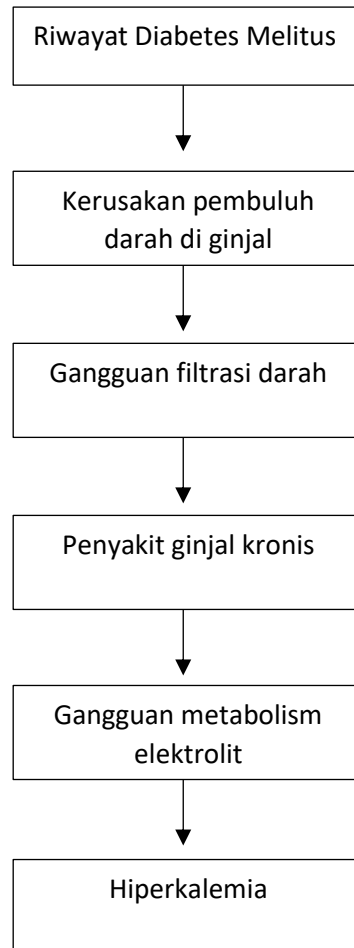 Riwayat Diabetes Melitus
Kerusakan pembuluh
darah di ginjal
Gangguan filtrasi darah
Penyakit ginjal kronis
Gangguan metabolism
elektrolit
Hiperkalemia